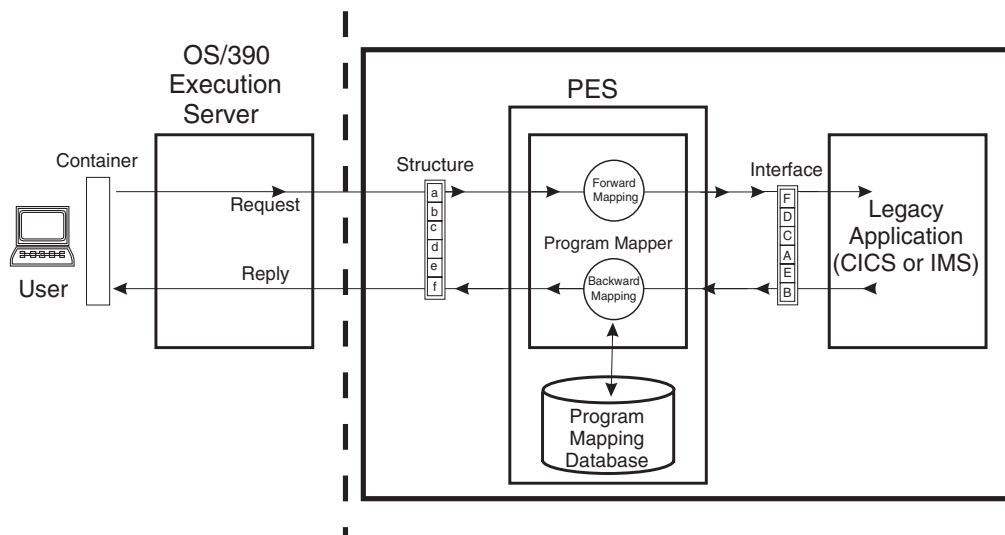 OS/390
Execution
Server
PES
Container
Structure
Interface
Request
Reply
User
a
b
c
d
e
f
Forward
Mapping
Program Mapper
Backward
Mapping
Program
Mapping
Database
F
D
C
A
E
B
Legacy
Application
(CICS or IMS)